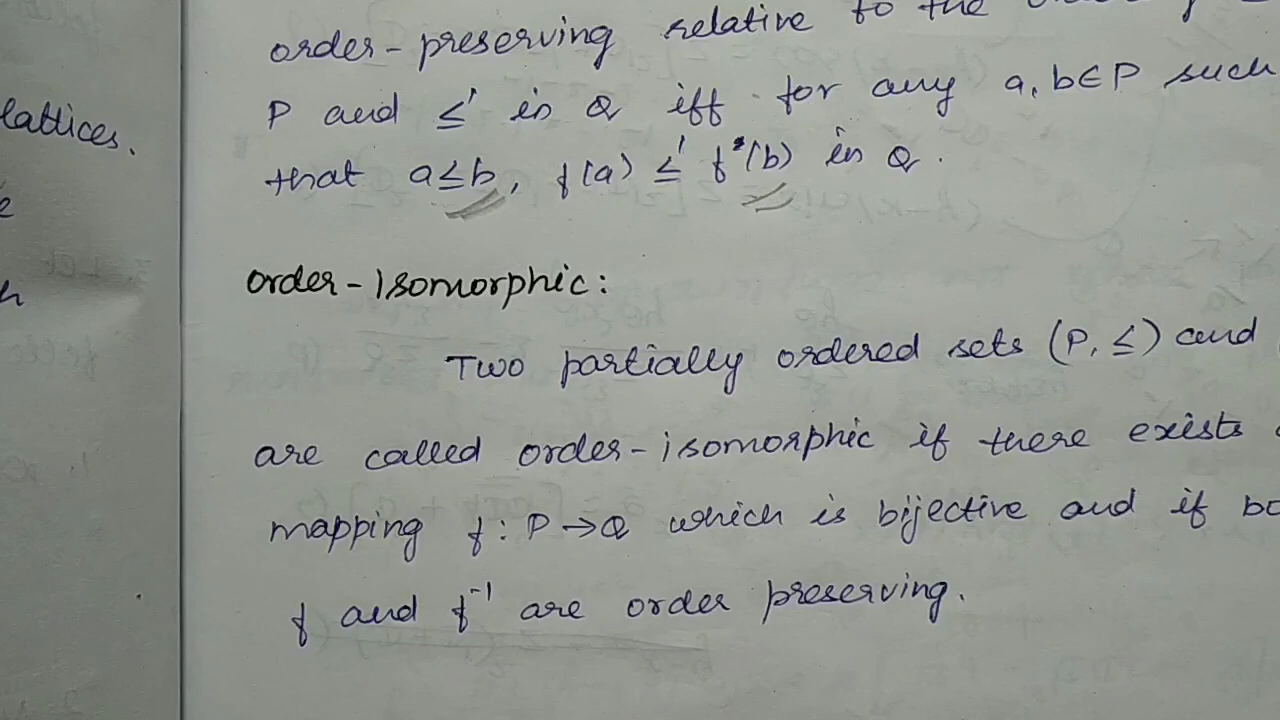 lattices.
order-preserving relative to the
P and ≤' in Q iff for any a, b∈P such
that a≤b, f(a) ≤' f(b) in Q.
order-isomorphic:
Two partially ordered sets (P, ≤) and
are called order-isomorphic if there exists
mapping f: P→Q which is bijective and if bo
f and f⁻¹ are order preserving.